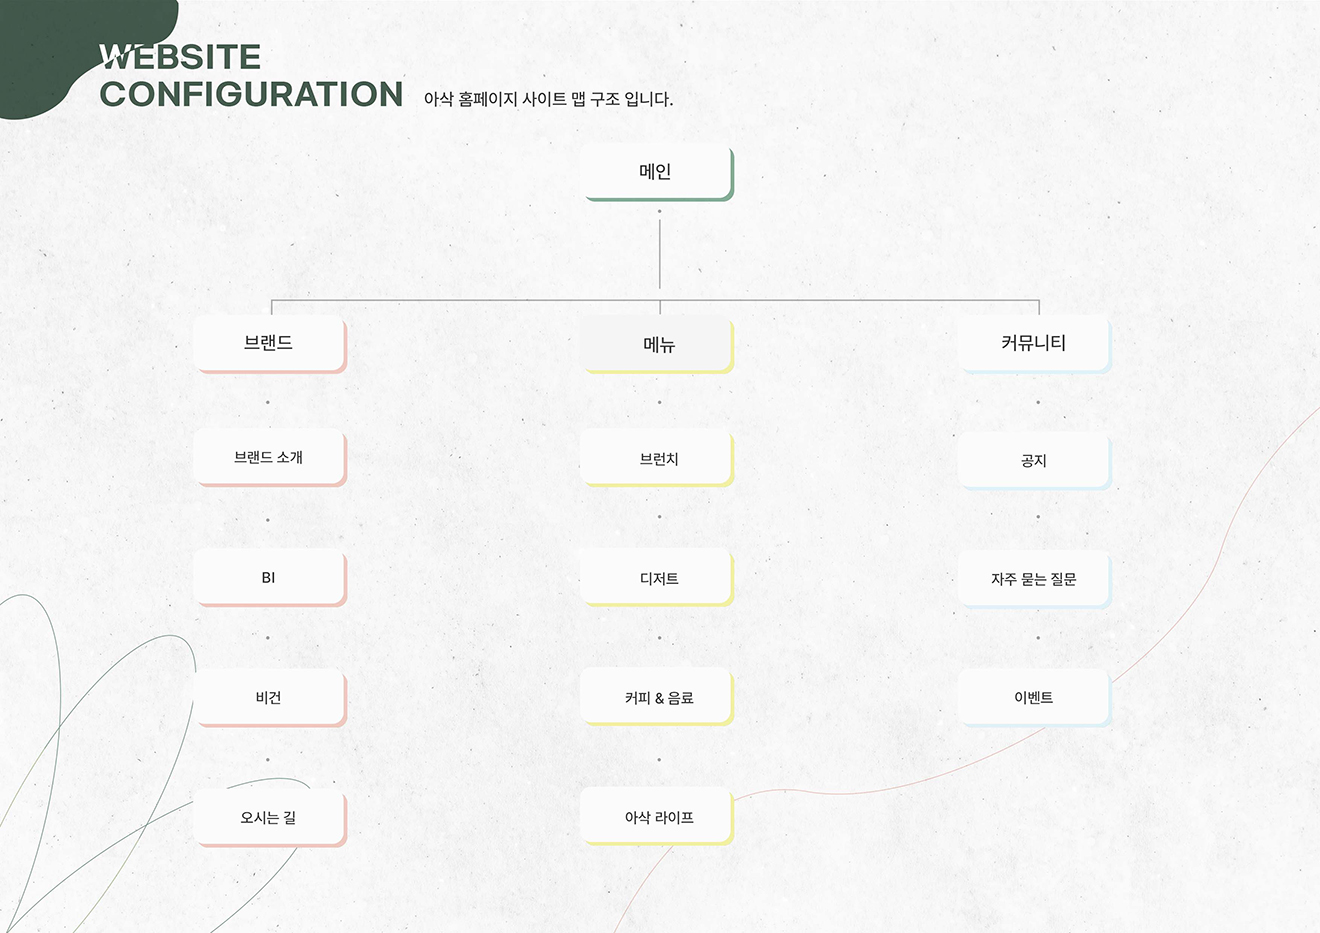 WEBSITE
CONFIGURATION 아삭 홈페이지 사이트 맵 구조 입니다.
메인
브랜드
메뉴
커뮤니티
브랜드 소개
브런치
공지
BI
디저트
자주 묻는 질문
비건
커피 & 음료
이벤트
오시는 길
아삭 라이프